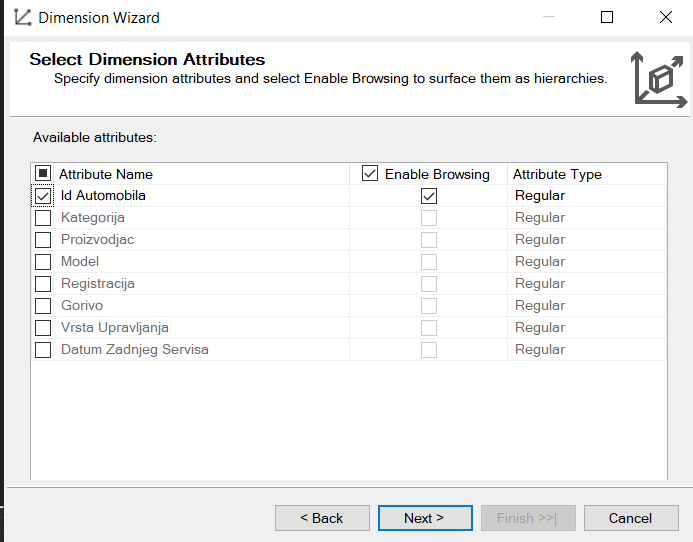 Dimension Wizard
Select Dimension Attributes
Specify dimension attributes and select Enable Browsing to surface them as hierarchies.
Available attributes:
Attribute Name Enable Browsing Attribute Type
Id Automobila Regular
Kategorija Regular
Proizvodjac Regular
Model Regular
Registracija Regular
Gorivo Regular
Vrsta Upravljanja Regular
Datum Zadnjeg Servisa Regular
< Back Next > Finish >>| Cancel